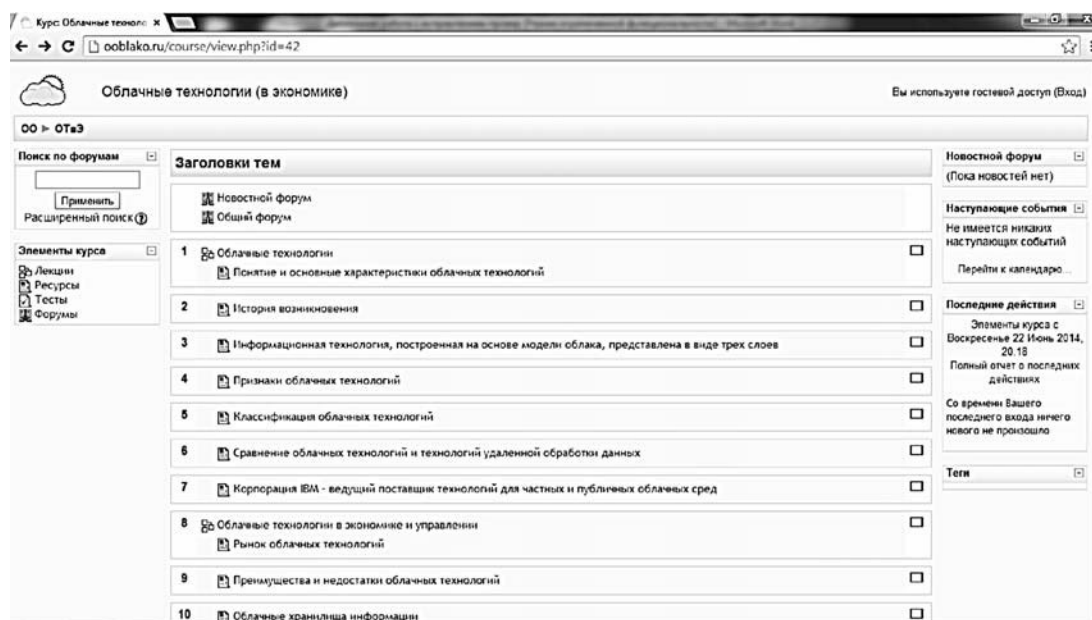 Курс: Облачные техноло
ooblako.ru/course/view.php?id=42
Облачные технологии (в экономике)
Вы используете гостевой доступ (Вход)
ОО ► ОТвЭ
Поиск по форумам
Применить
Расширенный поиск
Элементы курса
Лекции
Ресурсы
Тесты
Форумы
Заголовки тем
Новостной форум
Общий форум
1 Облачные технологии
Понятие и основные характеристики облачных технологий
2 История возникновения
3 Информационная технология, построенная на основе модели облака, представлена в виде трех слоев
4 Признаки облачных технологий
5 Классификация облачных технологий
6 Сравнение облачных технологий и технологий удаленной обработки данных
7 Корпорация IBM - ведущий поставщик технологий для частных и публичных облачных сред
8 Облачные технологии в экономике и управлении
Рынок облачных технологий
9 Преимущества и недостатки облачных технологий
10 Облачные хранилища информации
Новостной форум
(Пока новостей нет)
Наступающие события
Не имеется никаких
наступающих событий
Перейти к календарю...
Последние действия
Элементы курса с
Воскресенье 22 Июнь 2014,
20:18
Полный отчет о последних
действиях
Со времени Вашего
последнего входа ничего
нового не произошло
Теги